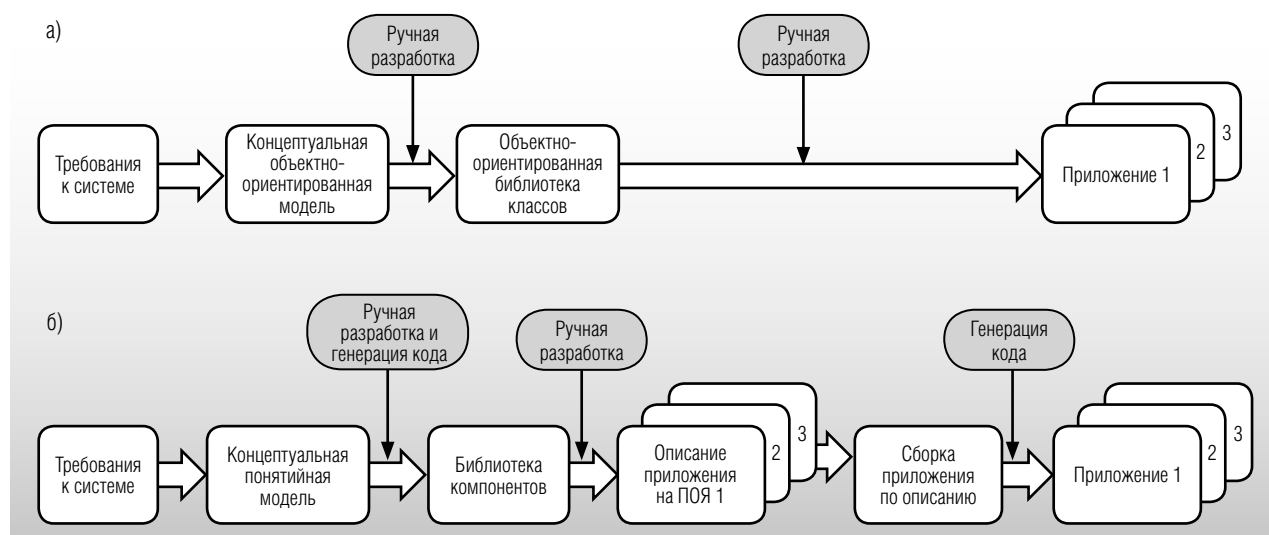 а)
Ручная
разработка
Ручная
разработка
Требования
к системе
Концептуальная
объектно-
ориентированная
модель
Объектно-
ориентированная
библиотека
классов
Приложение 1
2
3
б)
Ручная
разработка и
генерация кода
Ручная
разработка
Генерация
кода
Требования
к системе
Концептуальная
понятийная
модель
Библиотека
компонентов
Описание
приложения
на ПОЯ 1
2
3
Сборка
приложения
по описанию
Приложение 1
2
3